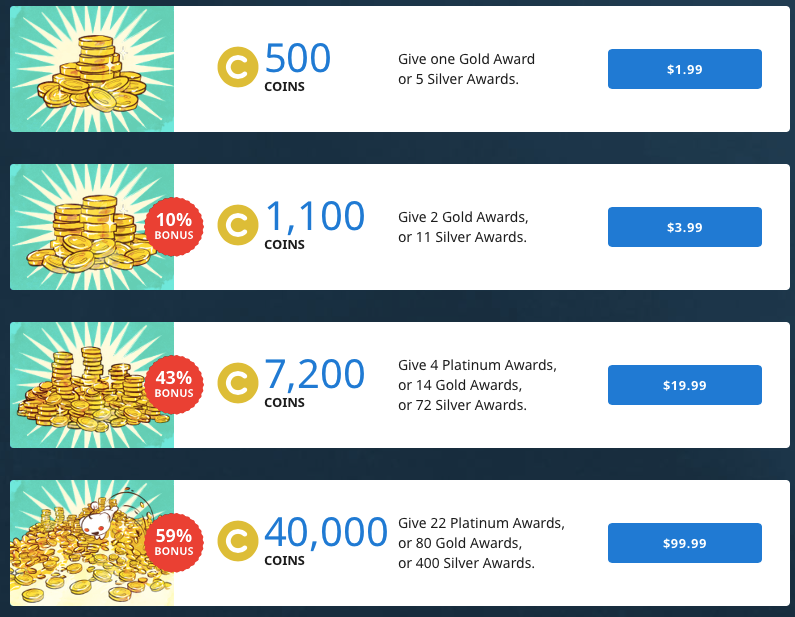 500
COINS
Give one Gold Award
or 5 Silver Awards.
$1.99
10%
BONUS
1,100
COINS
Give 2 Gold Awards,
or 11 Silver Awards.
$3.99
43%
BONUS
7,200
COINS
Give 4 Platinum Awards,
or 14 Gold Awards,
or 72 Silver Awards.
$19.99
59%
BONUS
40,000
COINS
Give 22 Platinum Awards,
or 80 Gold Awards,
or 400 Silver Awards.
$99.99